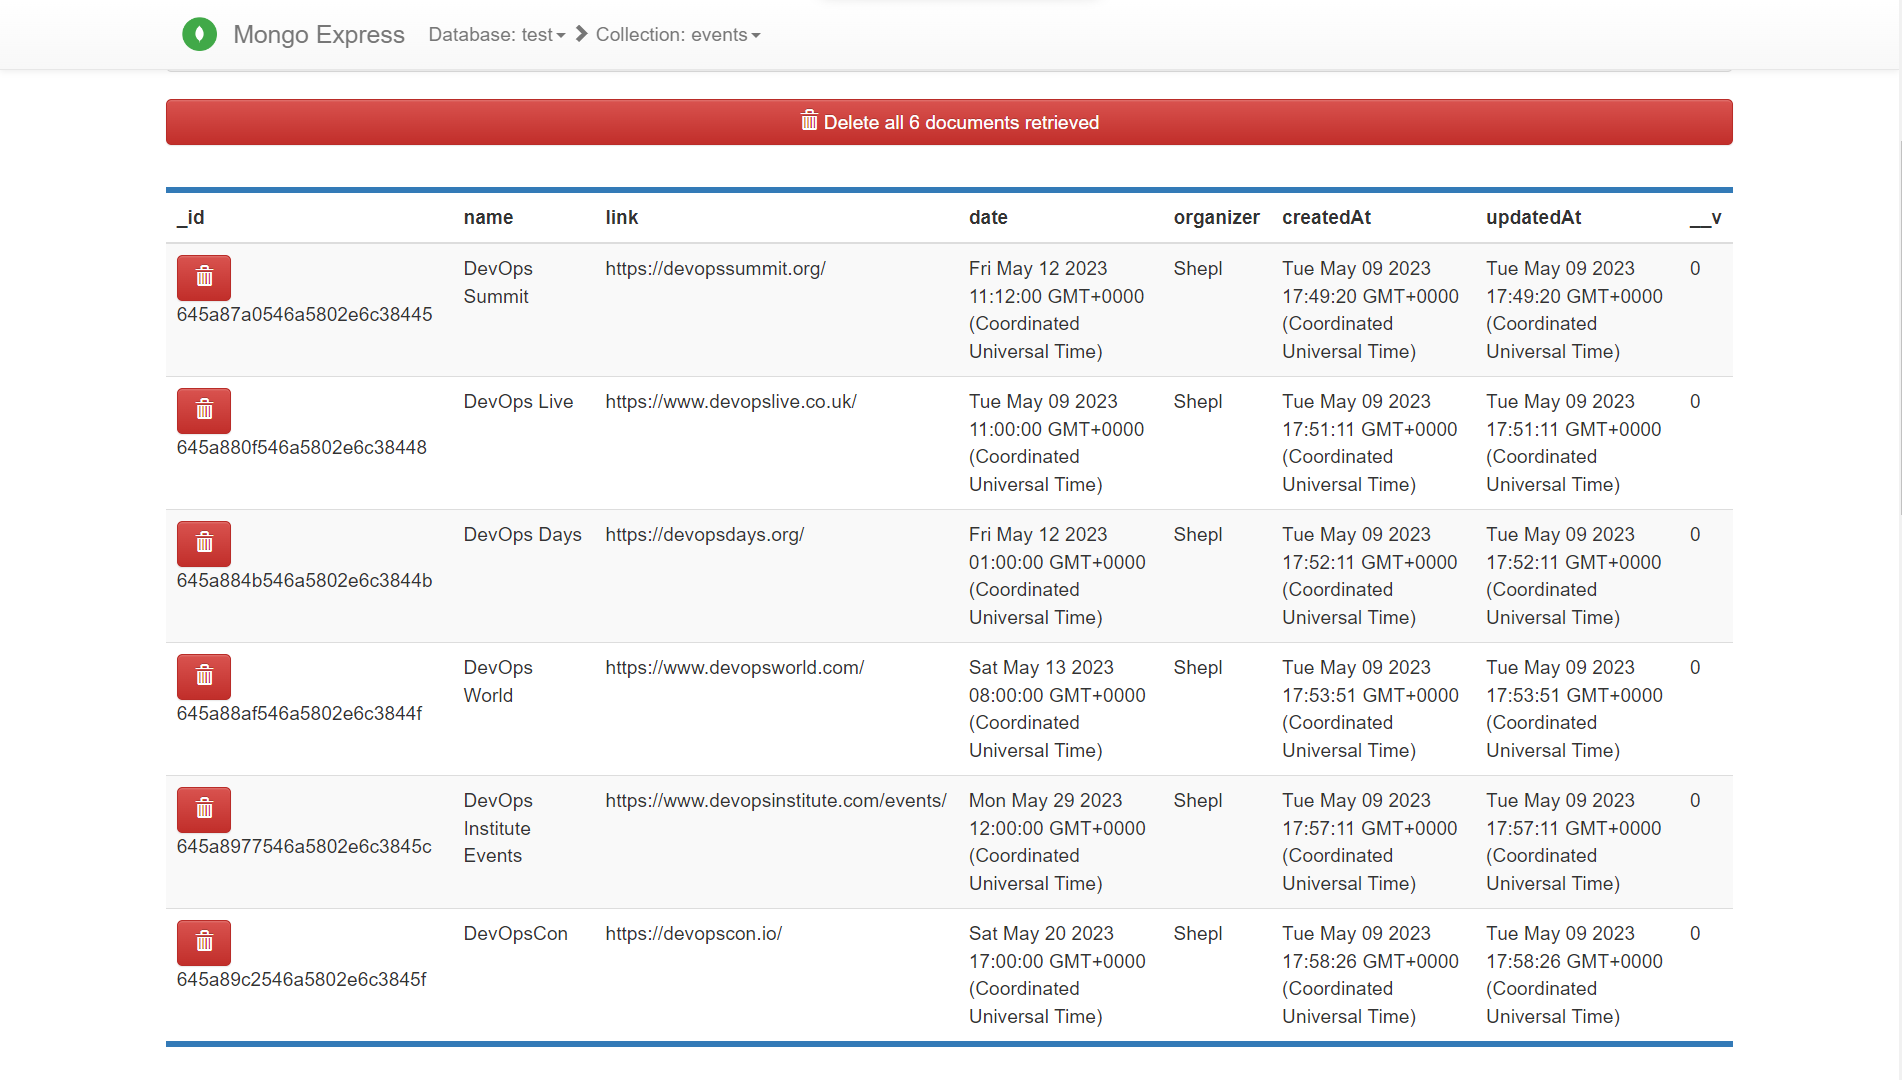 Mongo Express Database: test Collection: events
Delete all 6 documents retrieved
_id name link date organizer createdAt updatedAt __v
645a87a0546a5802e6c38445
DevOps
Summit
https://devopssummit.org/
Fri May 12 2023
11:12:00 GMT+0000
(Coordinated
Universal Time)
Shepl
Tue May 09 2023
17:49:20 GMT+0000
(Coordinated
Universal Time)
Tue May 09 2023
17:49:20 GMT+0000
(Coordinated
Universal Time)
0
645a880f546a5802e6c38448
DevOps Live
https://www.devopslive.co.uk/
Tue May 09 2023
11:00:00 GMT+0000
(Coordinated
Universal Time)
Shepl
Tue May 09 2023
17:51:11 GMT+0000
(Coordinated
Universal Time)
Tue May 09 2023
17:51:11 GMT+0000
(Coordinated
Universal Time)
0
645a884b546a5802e6c3844b
DevOps Days
https://devopsdays.org/
Fri May 12 2023
01:00:00 GMT+0000
(Coordinated
Universal Time)
Shepl
Tue May 09 2023
17:52:11 GMT+0000
(Coordinated
Universal Time)
Tue May 09 2023
17:52:11 GMT+0000
(Coordinated
Universal Time)
0
645a88af546a5802e6c3844f
DevOps
World
https://www.devopsworld.com/
Sat May 13 2023
08:00:00 GMT+0000
(Coordinated
Universal Time)
Shepl
Tue May 09 2023
17:53:51 GMT+0000
(Coordinated
Universal Time)
Tue May 09 2023
17:53:51 GMT+0000
(Coordinated
Universal Time)
0
645a8977546a5802e6c3845c
DevOps
Institute
Events
https://www.devopsinstitute.com/events/
Mon May 29 2023
12:00:00 GMT+0000
(Coordinated
Universal Time)
Shepl
Tue May 09 2023
17:57:11 GMT+0000
(Coordinated
Universal Time)
Tue May 09 2023
17:57:11 GMT+0000
(Coordinated
Universal Time)
0
645a89c2546a5802e6c3845f
DevOpsCon
https://devopscon.io/
Sat May 20 2023
17:00:00 GMT+0000
(Coordinated
Universal Time)
Shepl
Tue May 09 2023
17:58:26 GMT+0000
(Coordinated
Universal Time)
Tue May 09 2023
17:58:26 GMT+0000
(Coordinated
Universal Time)
0